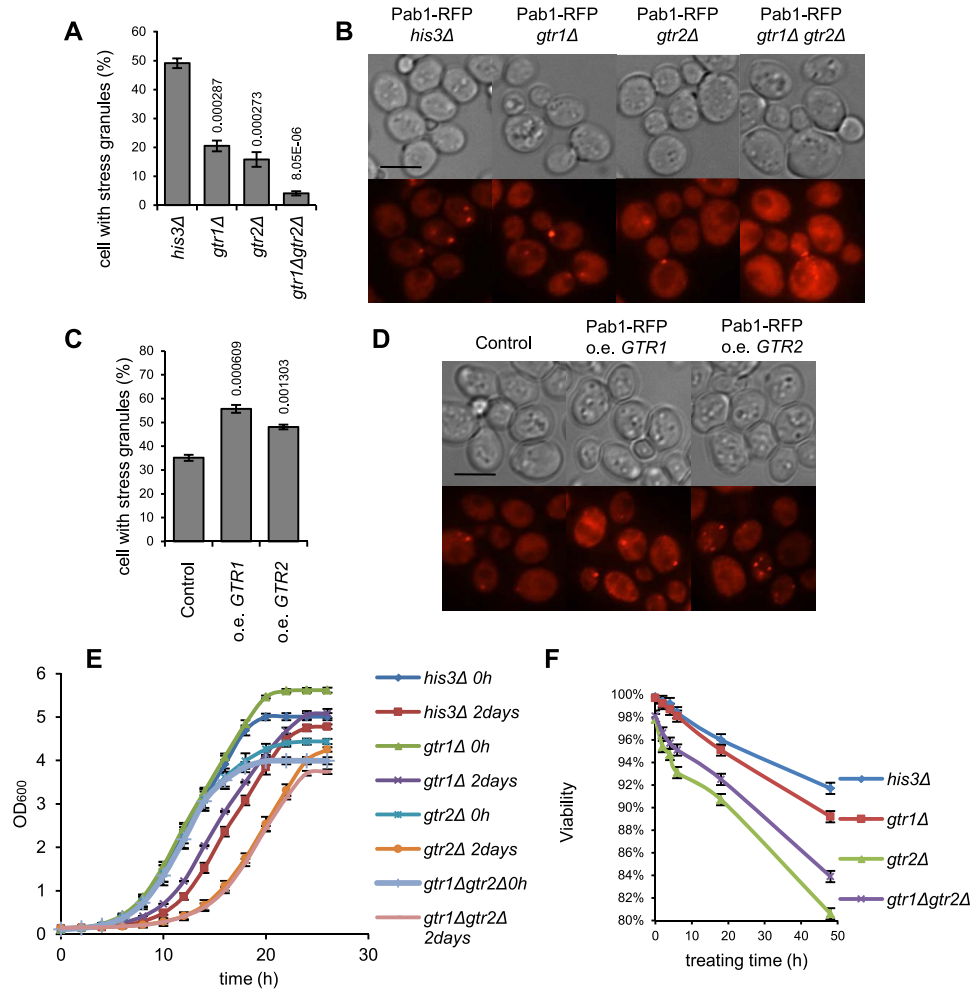 A
cell with stress granules (%)
60
50
40
30
20
10
0
0.000287
0.000273
8.05E-06
his3Δ
gtr1Δ
gtr2Δ
gtr1Δgtr2Δ
B
Pab1-RFP
his3Δ
Pab1-RFP
gtr1Δ
Pab1-RFP
gtr2Δ
Pab1-RFP
gtr1Δ gtr2Δ
C
cell with stress granules (%)
80
70
60
50
40
30
20
10
0
0.000609
0.001303
Control
o.e. GTR1
o.e. GTR2
D
Control
Pab1-RFP
o.e. GTR1
Pab1-RFP
o.e. GTR2
E
OD600
6
5
4
3
2
1
0
0
10
20
30
time (h)
his3Δ 0h
his3Δ 2days
gtr1Δ 0h
gtr1Δ 2days
gtr2Δ 0h
gtr2Δ 2days
gtr1Δgtr2Δ0h
gtr1Δgtr2Δ
2days
F
Viability
100%
98%
96%
94%
92%
90%
88%
86%
84%
82%
80%
0
10
20
30
40
50
treating time (h)
his3Δ
gtr1Δ
gtr2Δ
gtr1Δgtr2Δ